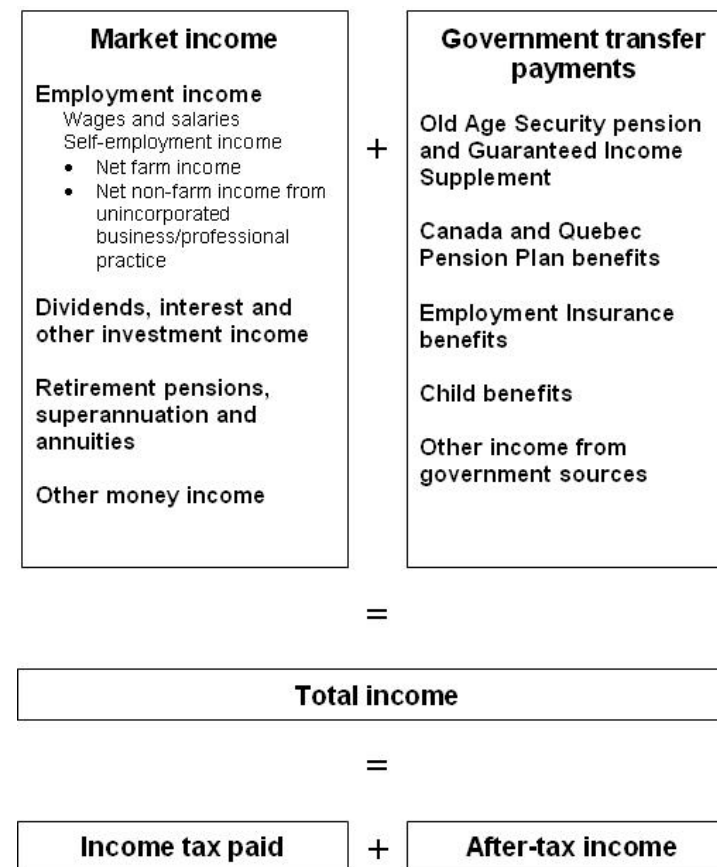 Market income
Employment income
Wages and salaries
Self-employment income
• Net farm income
• Net non-farm income from
unincorporated
business/professional
practice
Dividends, interest and
other investment income
Retirement pensions,
superannuation and
annuities
Other money income
+
Government transfer
payments
Old Age Security pension
and Guaranteed Income
Supplement
Canada and Quebec
Pension Plan benefits
Employment Insurance
benefits
Child benefits
Other income from
government sources
=
Total income
=
Income tax paid + After-tax income